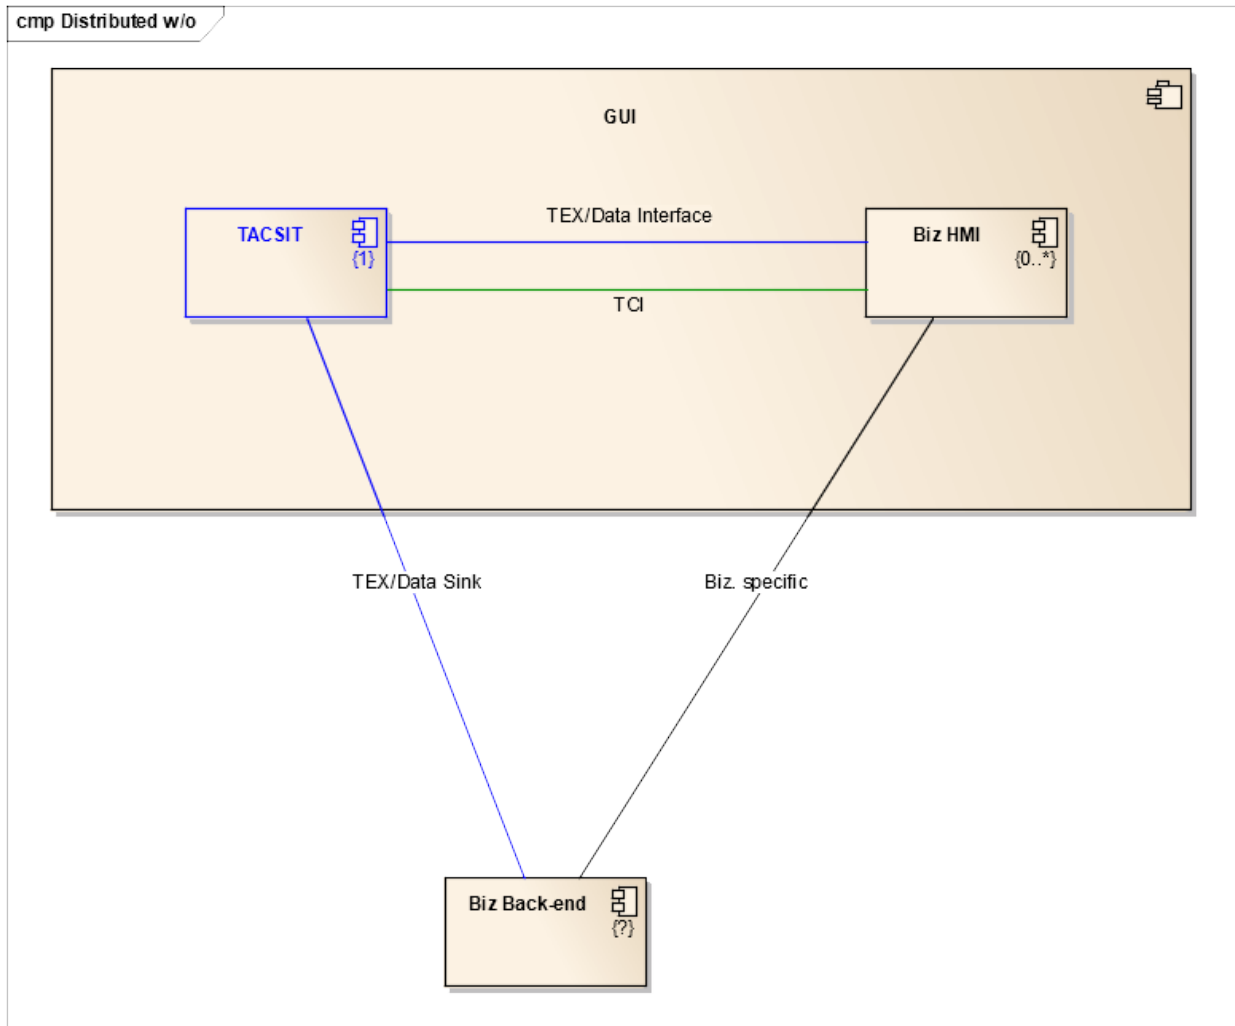 cmp Distributed w/o
GUI
TEX/Data Interface
TACSIT
{1}
Biz HMI
{0..*}
TCI
TEX/Data Sink
Biz. specific
Biz Back-end
{?}